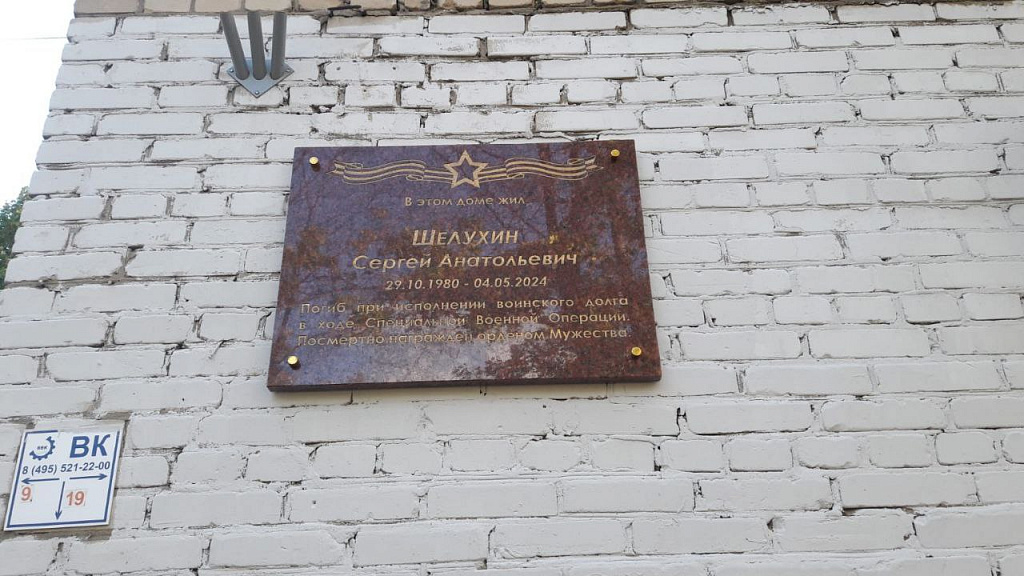 В этом доме жил
ШЕЛУХИН
Сергей Анатольевич
29.10.1980 - 04.05.2024
Погиб при исполнении воинского долга
в ходе Специальной Военной Операции.
Посмертно награждён орденом Мужества.
ВК
8 (495) 521-22-00
9,
19,